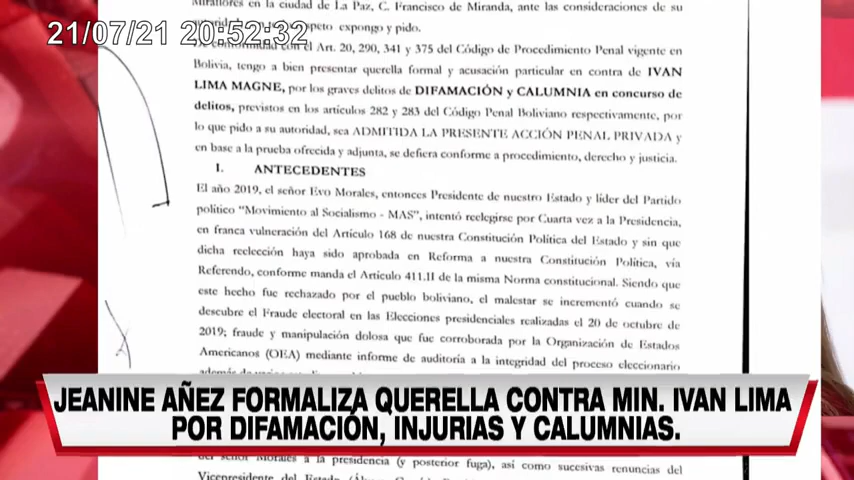 Miraflores en la ciudad de La Paz, C. Francisco de Miranda, ante las consideraciones de su
21/07/21 20:52:32
expongo y pido.
con el Art. 20, 290, 341 y 375 del Código de Procedimiento Penal vigente en
Bolivia, tengo a bien presentar querella formal y acusación particular en contra de IVAN
LIMA MAGNE, por los graves delitos de DIFAMACIÓN y CALUMNIA en concurso de
delitos, previstos en los artículos 282 y 283 del Código Penal Boliviano respectivamente, por
lo que pido a su autoridad, sea ADMITIDA LA PRESENTE ACCIÓN PENAL PRIVADA y
en base a la prueba ofrecida y adjunta, se defiera conforme a procedimiento, derecho y justicia.
I. ANTECEDENTES
El año 2019, el señor Evo Morales, entonces Presidente de nuestro Estado y líder del Partido
político "Movimiento al Socialismo - MAS", intentó reelegirse por Cuarta vez a la Presidencia,
en franca vulneración del Articulo 168 de nuestra Constitución Política del Estado y sin que
dicha reelección haya sido aprobada en Reforma a nuestra Constitución Política, vía
Referendo, conforme manda el Artículo 411.II de la misma Norma constitucional. Siendo que
este hecho fue rechazado por el pueblo boliviano, el malestar se incrementó cuando se
descubre el Fraude electoral en las Elecciones presidenciales realizadas el 20 de octubre de
2019; fraude y manipulación dolosa que fue corroborada por la Organización de Estados
Americanos (OEA) mediante informe de auditoría a la integridad del proceso eleccionario
JEANINE AÑEZ FORMALIZA QUERELLA CONTRA MIN. IVAN LIMA
POR DIFAMACIÓN, INJURIAS Y CALUMNIAS.
del señor Morales a la presidencia (y posterior fuga), así como sucesivas renuncias del
Vicepresidente del Estado